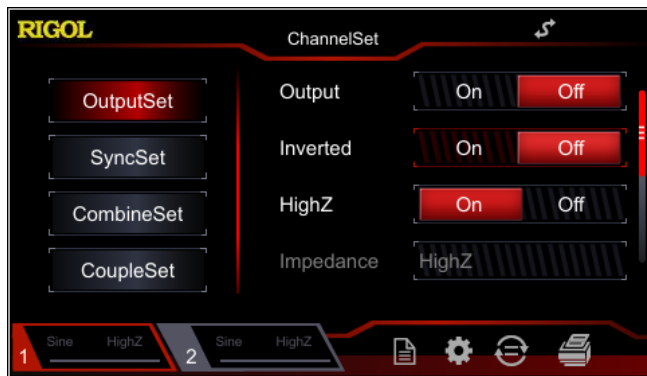 RIGOL
ChannelSet
OutputSet
SyncSet
CombineSet
CoupleSet
Output On Off
Inverted On Off
HighZ On Off
Impedance HighZ
1 Sine HighZ
2 Sine HighZ